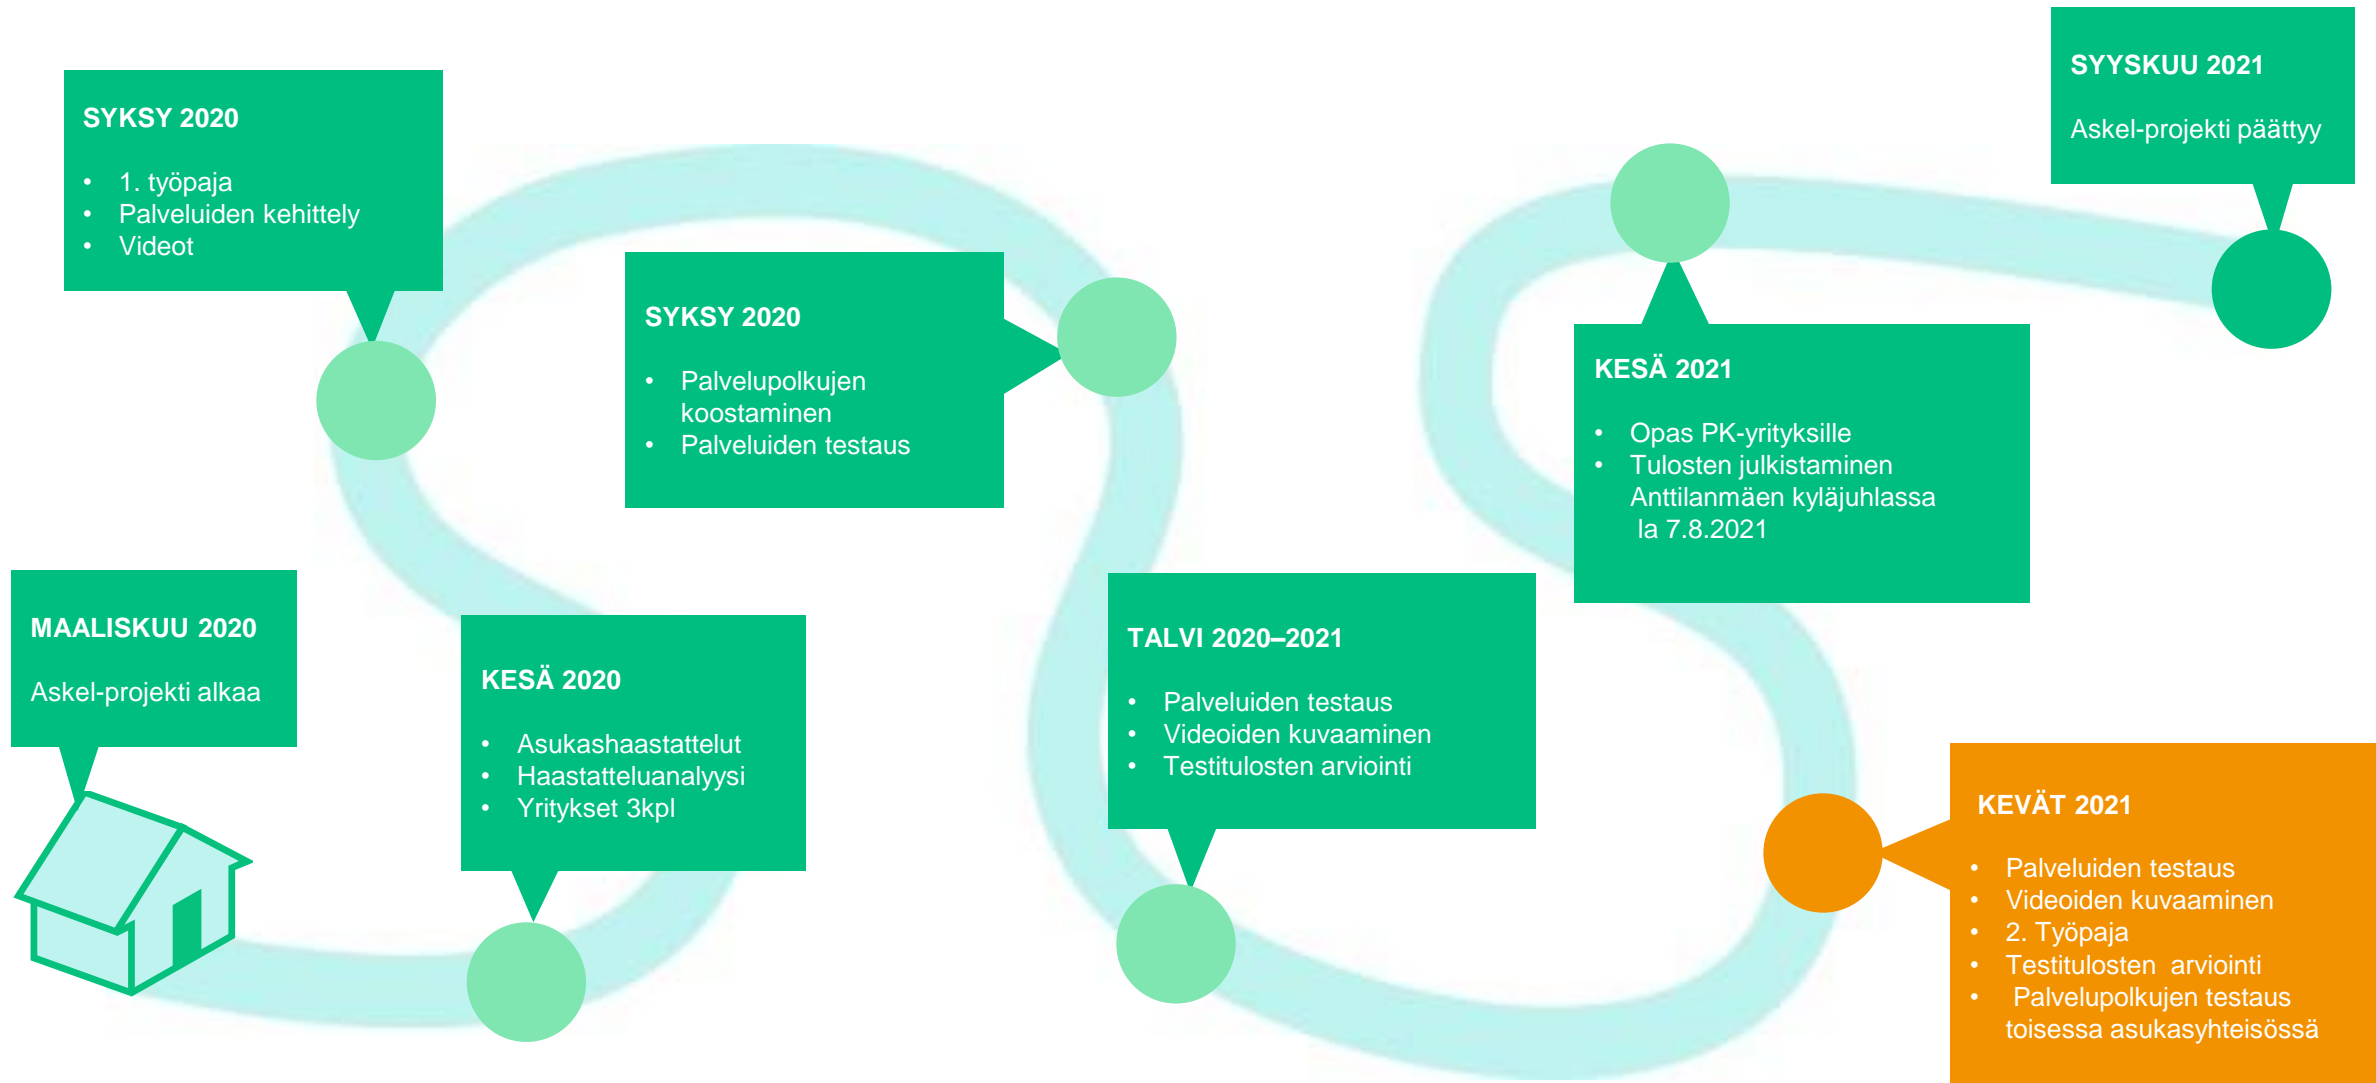 MAALISKUU 2020
Askel-projekti alkaa
KESÄ 2020
• Asukashaastattelut
• Haastatteluanalyysi
• Yritykset 3kpl
SYKSY 2020
• 1. työpaja
• Palveluiden kehittely
• Videot
SYKSY 2020
• Palvelupolkujen
koostaminen
• Palveluiden testaus
TALVI 2020–2021
• Palveluiden testaus
• Videoiden kuvaaminen
• Testitulosten arviointi
KEVÄT 2021
• Palveluiden testaus
• Videoiden kuvaaminen
• 2. Työpaja
• Testitulosten arviointi
• Palvelupolkujen testaus
toisessa asukasyhteisössä
KESÄ 2021
• Opas PK-yrityksille
• Tulosten julkistaminen
Anttilanmäen kyläjuhlassa
la 7.8.2021
SYYSKUU 2021
Askel-projekti päättyy